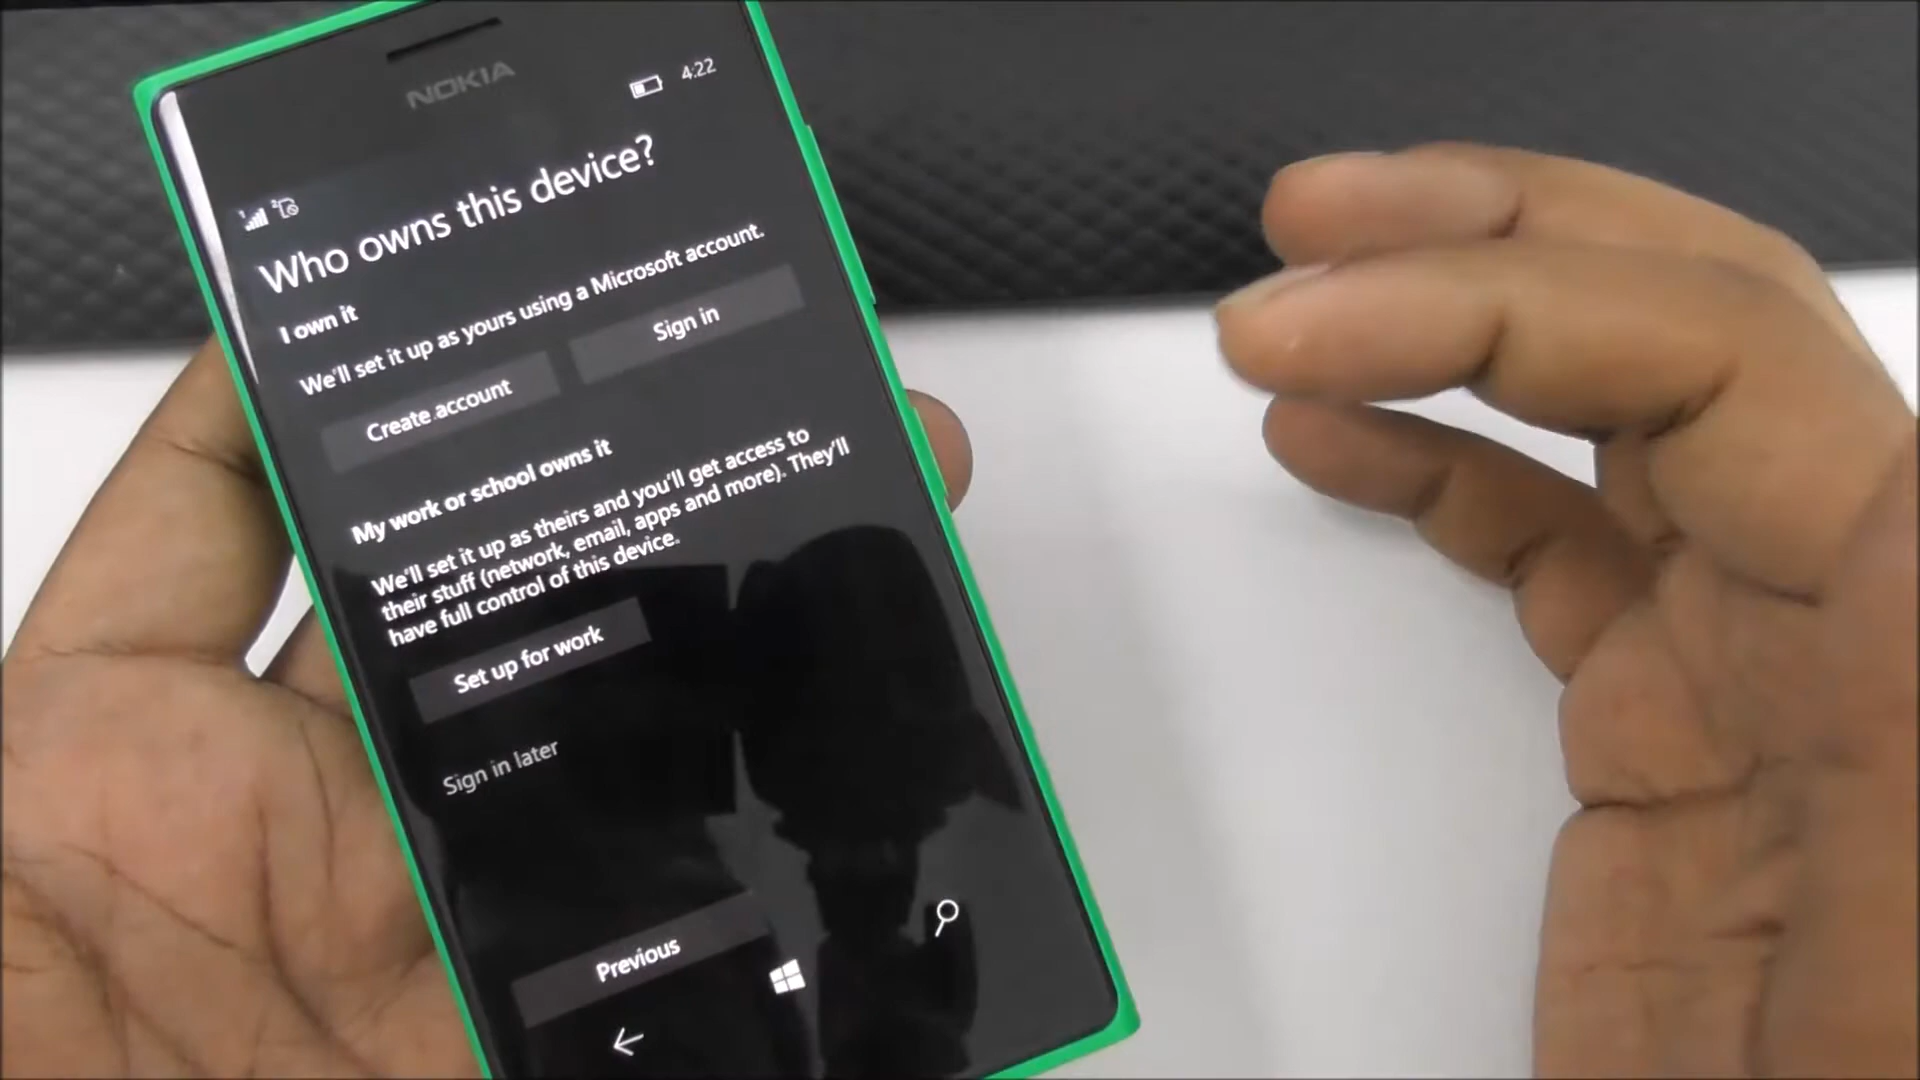 NOKIA
4:22
1 2
Who owns this device?
I own it
We'll set it up as yours using a Microsoft account.
Create account
Sign in
My work or school owns it
We'll set it up as theirs and you'll get access to
their stuff (network, email, apps and more). They'll
have full control of this device.
Set up for work
Sign in later
Previous